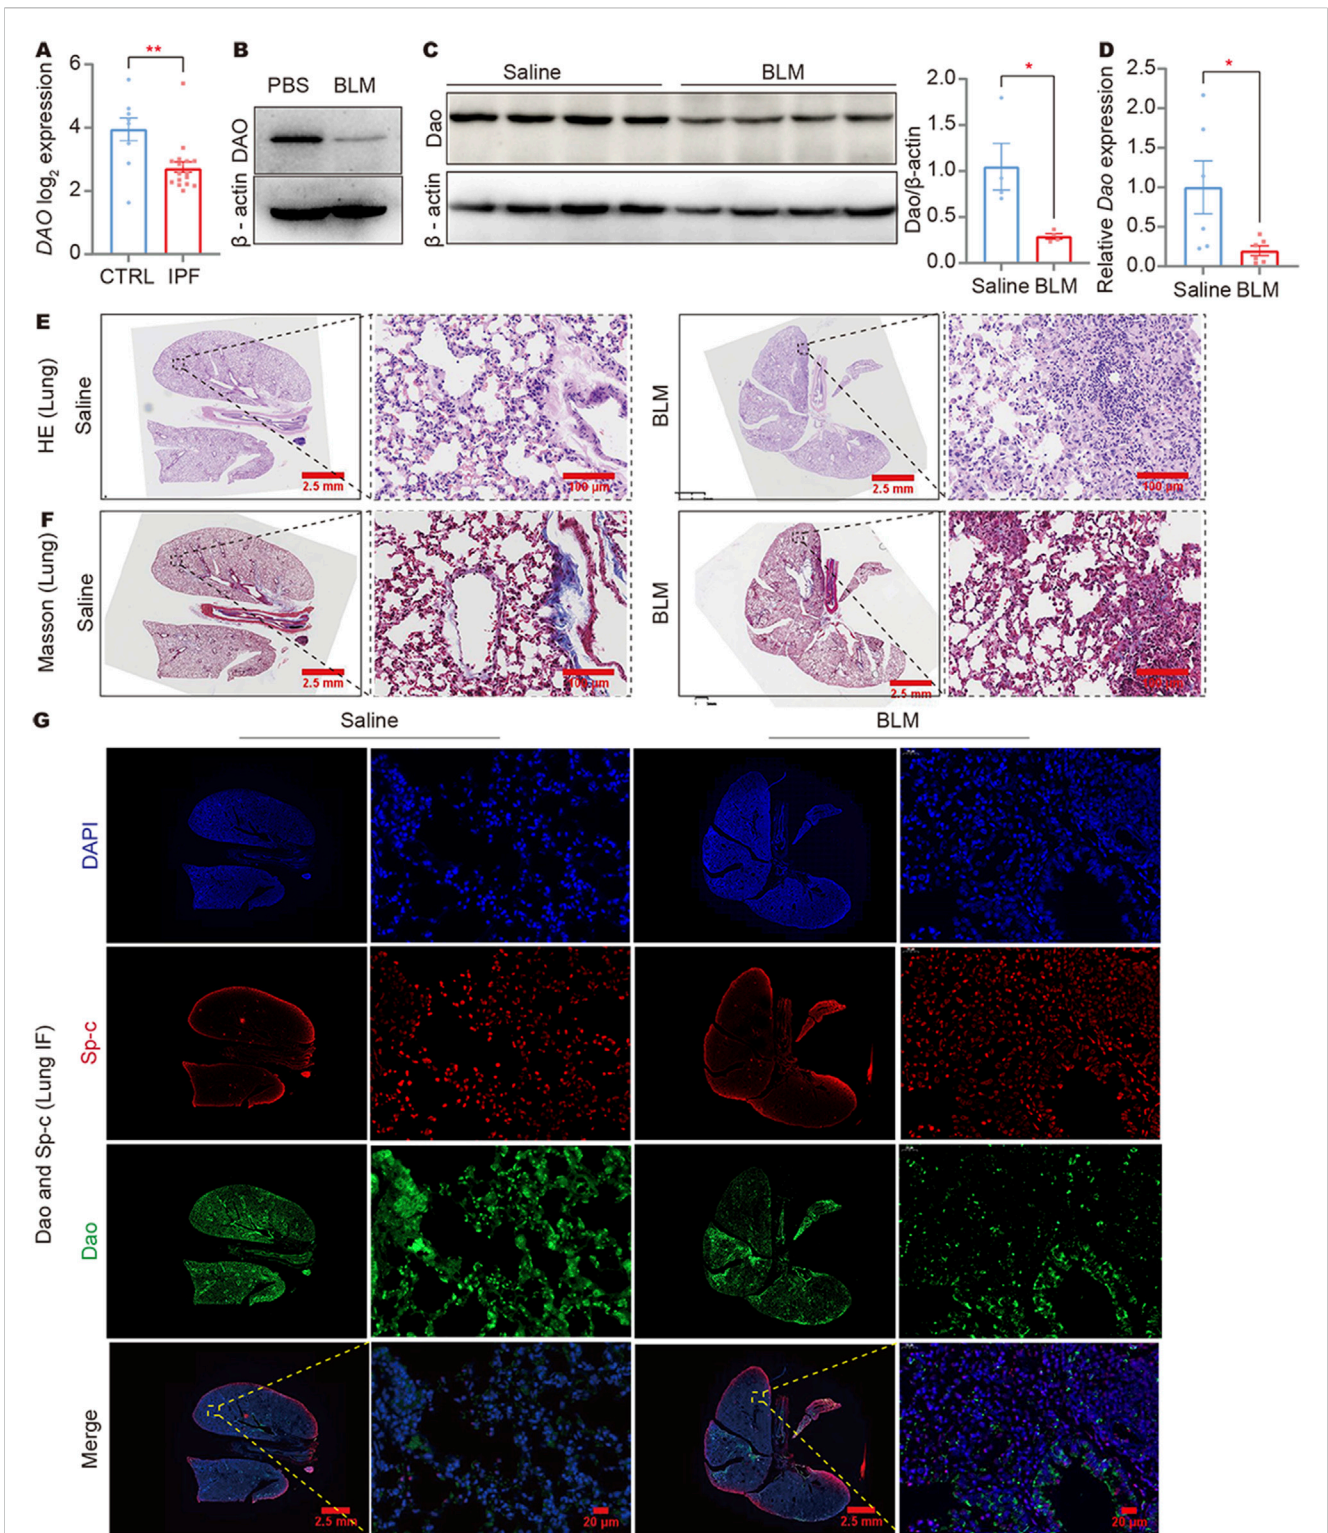 A
DAO log2 expression
6
4
2
0
**
CTRL IPF
B
PBS BLM
DAO
β - actin
C
Saline BLM
Dao
β - actin
Dao/β-actin
2.0
1.5
1.0
0.5
0.0
*
Saline BLM
D
Relative Dao expression
2.5
2.0
1.5
1.0
0.5
0.0
*
Saline BLM
E
HE (Lung)
Saline
2.5 mm
100 μm
BLM
2.5 mm
100 μm
F
Masson (Lung)
Saline
2.5 mm
100 μm
BLM
2.5 mm
100 μm
G
Saline BLM
Dao and Sp-c (Lung IF)
DAPI
Sp-c
Dao
Merge
2.5 mm
20 μm
2.5 mm
20 μm